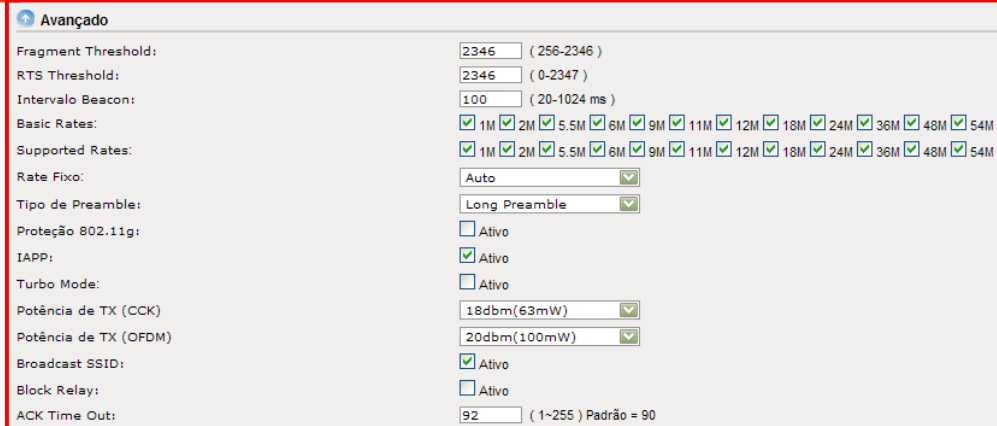 Avançado
Fragment Threshold: 2346 ( 256-2346 )
RTS Threshold: 2346 ( 0-2347 )
Intervalo Beacon: 100 ( 20-1024 ms )
Basic Rates: 1M 2M 5.5M 6M 9M 11M 12M 18M 24M 36M 48M 54M
Supported Rates: 1M 2M 5.5M 6M 9M 11M 12M 18M 24M 36M 48M 54M
Rate Fixo: Auto
Tipo de Preamble: Long Preamble
Proteção 802.11g: Ativo
IAPP: Ativo
Turbo Mode: Ativo
Potência de TX (CCK) 18dbm(63mW)
Potência de TX (OFDM) 20dbm(100mW)
Broadcast SSID: Ativo
Block Relay: Ativo
ACK Time Out: 92 ( 1~255 ) Padrão = 90